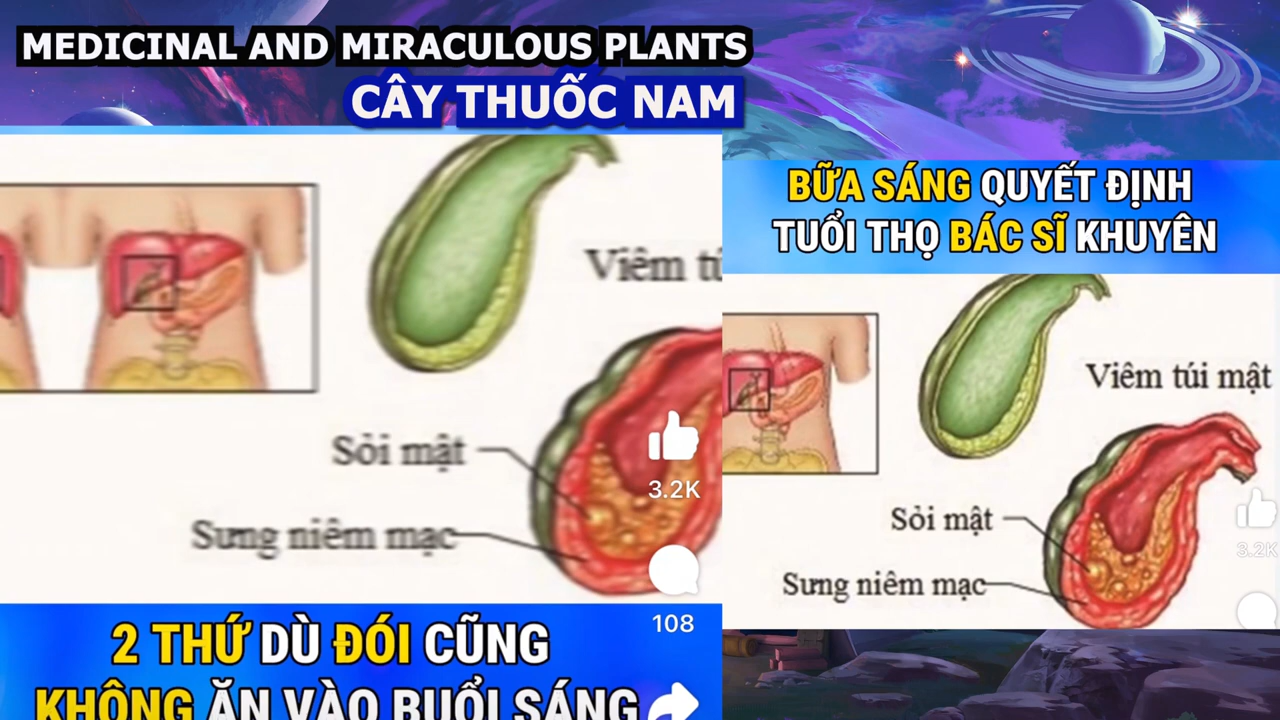 MEDICINAL AND MIRACULOUS PLANTS
CÂY THUỐC NAM
Viêm tú
Sỏi mật
Sưng niêm mạc
3.2K
108
2 THỨ DÙ ĐÓI CŨNG
KHÔNG ĂN VÀO BUỔI SÁNG
BỮA SÁNG QUYẾT ĐỊNH
TUỔI THỌ BÁC SĨ KHUYÊN
Viêm túi mật
Sỏi mật
Sưng niêm mạc
3.2K